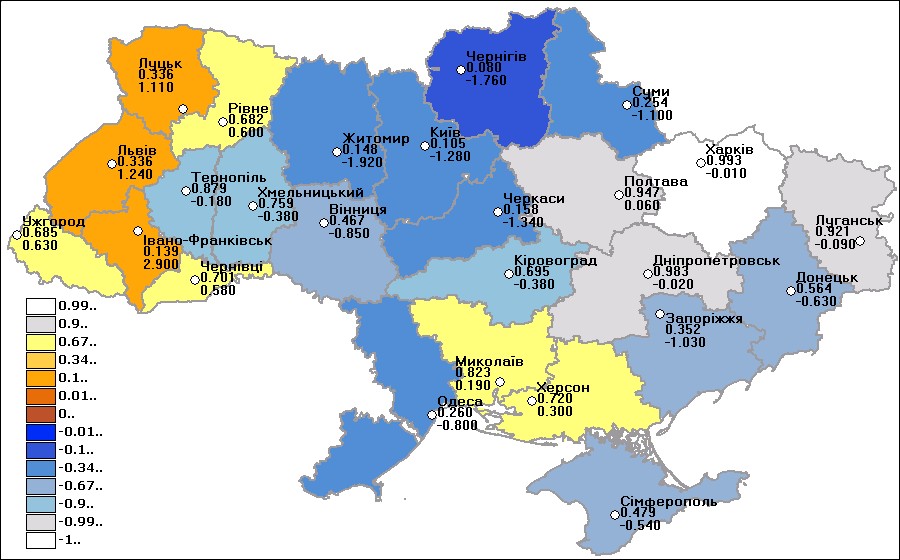 Чернігів
0.080
-1.760
Луцьк
0.336
1.110
Суми
0.254
-1.100
Рівне
0.682
0.600
Житомир
0.148
-1.920
Київ
0.105
-1.280
Харків
0.993
-0.010
Львів
0.336
1.240
Тернопіль
0.879
-0.180
Хмельницький
0.759
-0.380
Полтава
0.947
0.060
Вінниця
0.467
-0.850
Черкаси
0.158
-1.340
Ужгород
0.685
0.630
Івано-Франківськ
0.139
2.900
Луганськ
0.921
-0.090
Чернівці
0.701
0.580
Кіровоград
0.695
-0.380
Дніпропетровськ
0.983
-0.020
Донецьк
0.564
-0.630
Запоріжжя
0.352
-1.030
Миколаїв
0.823
0.190
Херсон
0.720
0.300
Одеса
0.260
-0.800
Сімферополь
0.479
-0.540
0.99..
0.9..
0.67..
0.34..
0.1..
0.01..
0..
-0.01..
-0.1..
-0.34..
-0.67..
-0.9..
-0.99..
-1..